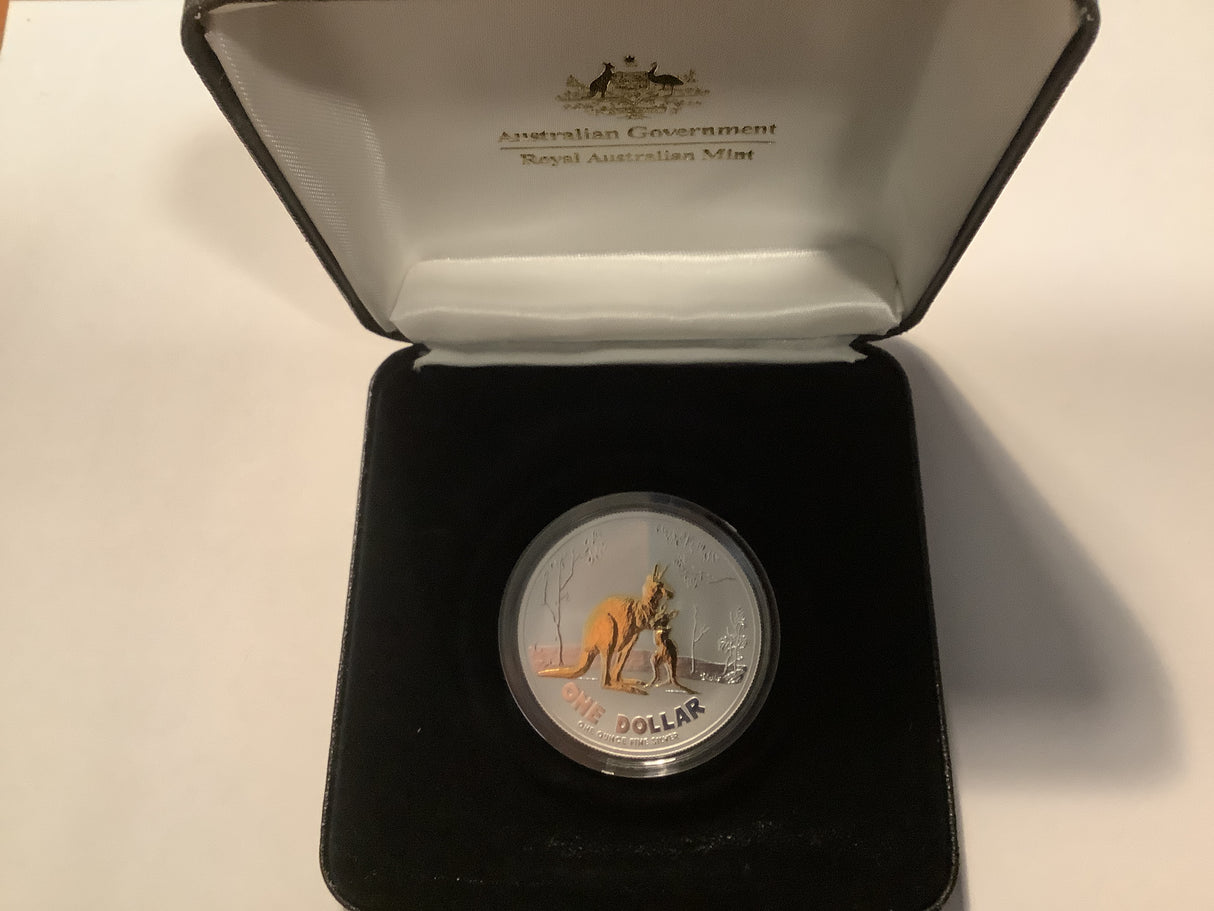 Australian Government
Royal Australian Mint
ONE DOLLAR
ONE OUNCE FINE SILVER